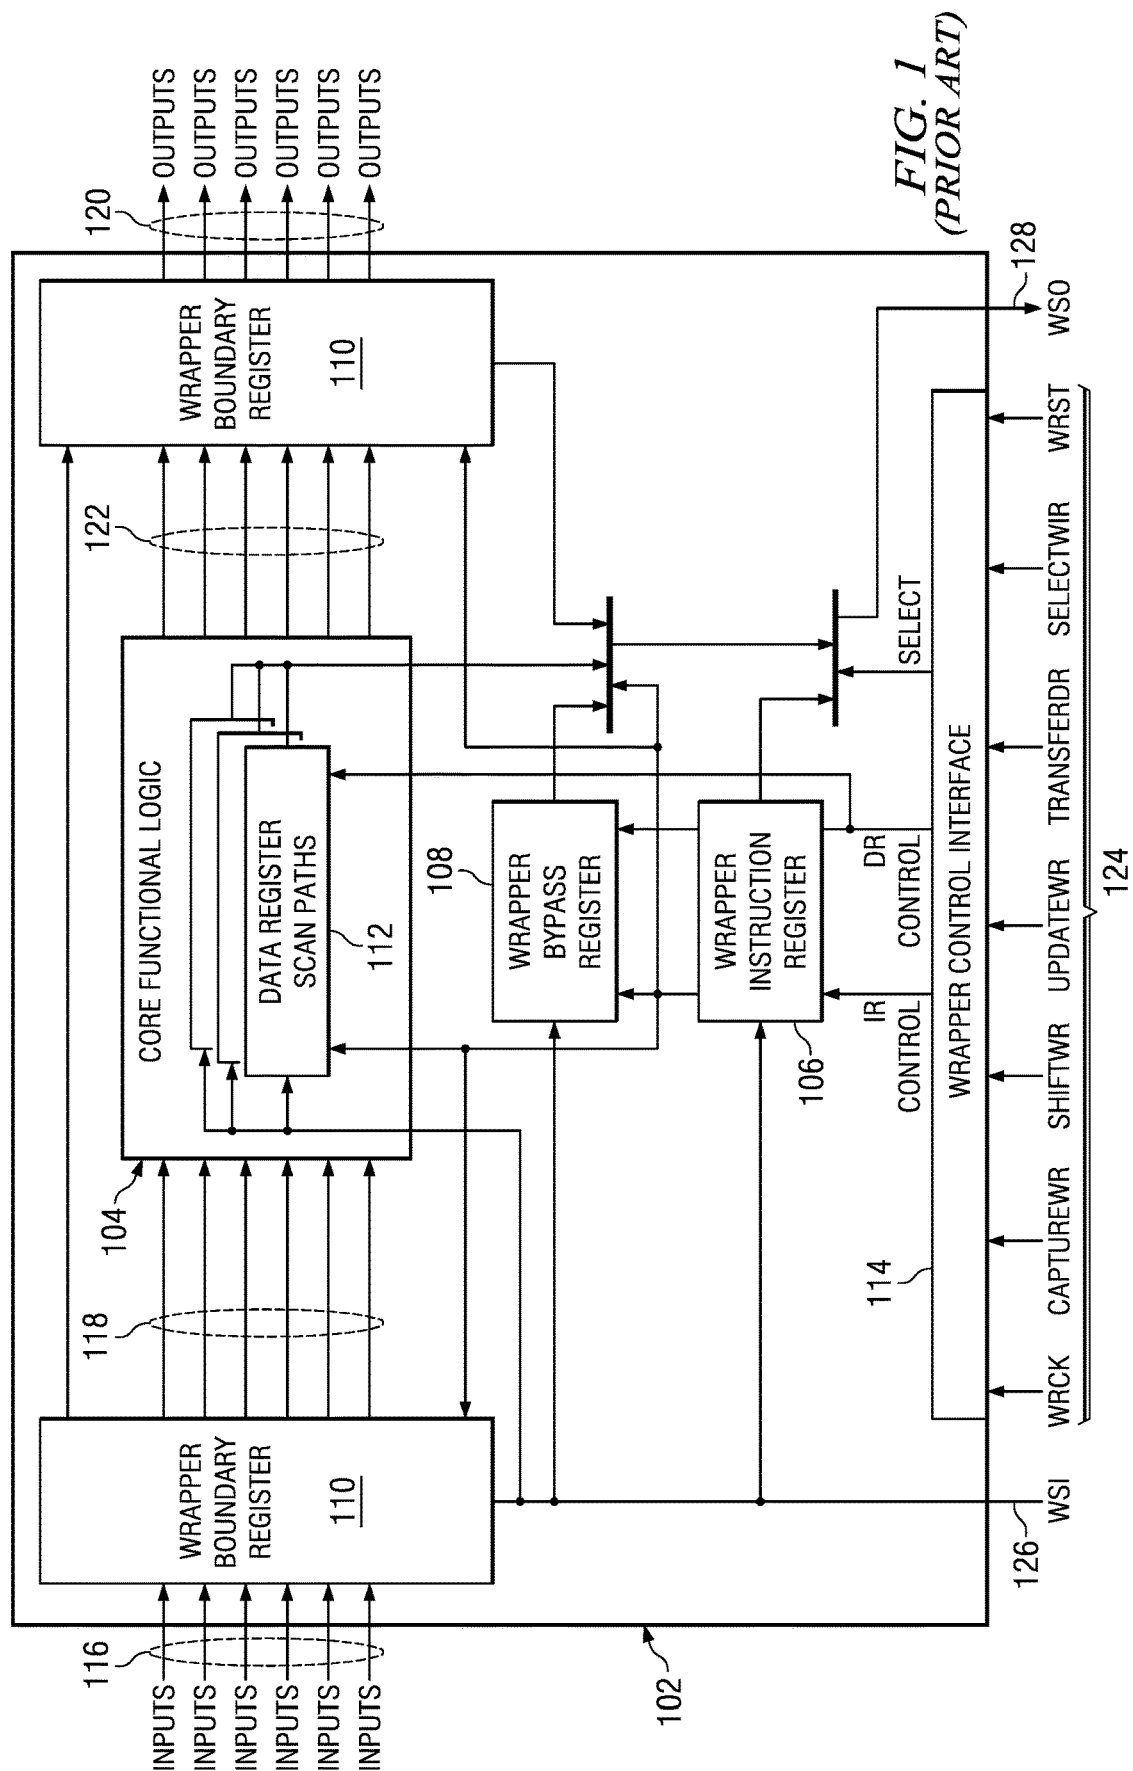 116
INPUTS
INPUTS
INPUTS
INPUTS
INPUTS
INPUTS
102
WRAPPER
BOUNDARY
REGISTER
110
118
104
CORE FUNCTIONAL LOGIC
DATA REGISTER
SCAN PATHS
112
122
WRAPPER
BOUNDARY
REGISTER
110
120
OUTPUTS
OUTPUTS
OUTPUTS
OUTPUTS
OUTPUTS
OUTPUTS
108
WRAPPER
BYPASS
REGISTER
WRAPPER
INSTRUCTION
REGISTER
106
IR
CONTROL
DR
CONTROL
SELECT
114
WRAPPER CONTROL INTERFACE
126
WSI
WRCK
CAPTUREWR
SHIFTWR
UPDATEWR
TRANSFERDR
SELECTWIR
WRST
124
128
WSO
FIG. 1
(PRIOR ART)